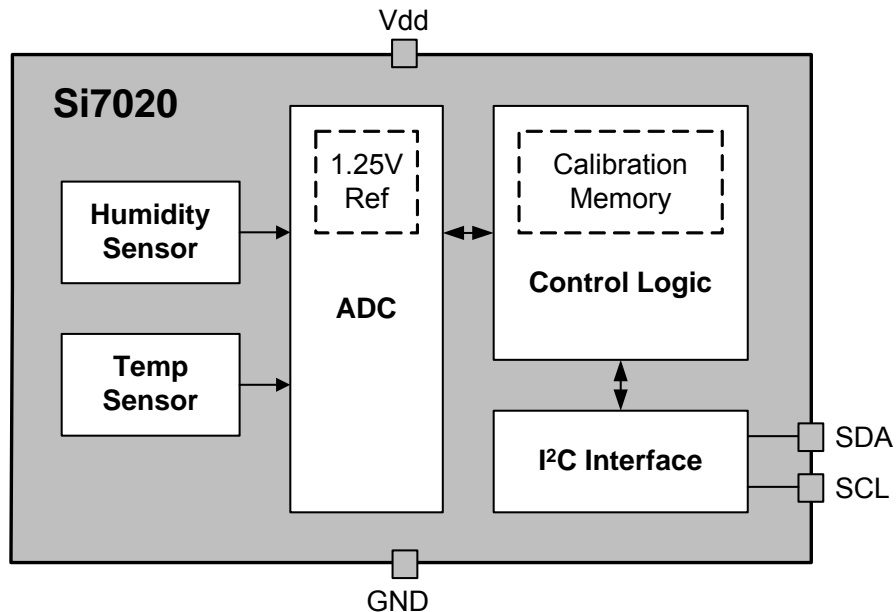 Vdd
Si7020
Humidity
Sensor
Temp
Sensor
1.25V
Ref
ADC
Calibration
Memory
Control Logic
I²C Interface
SDA
SCL
GND